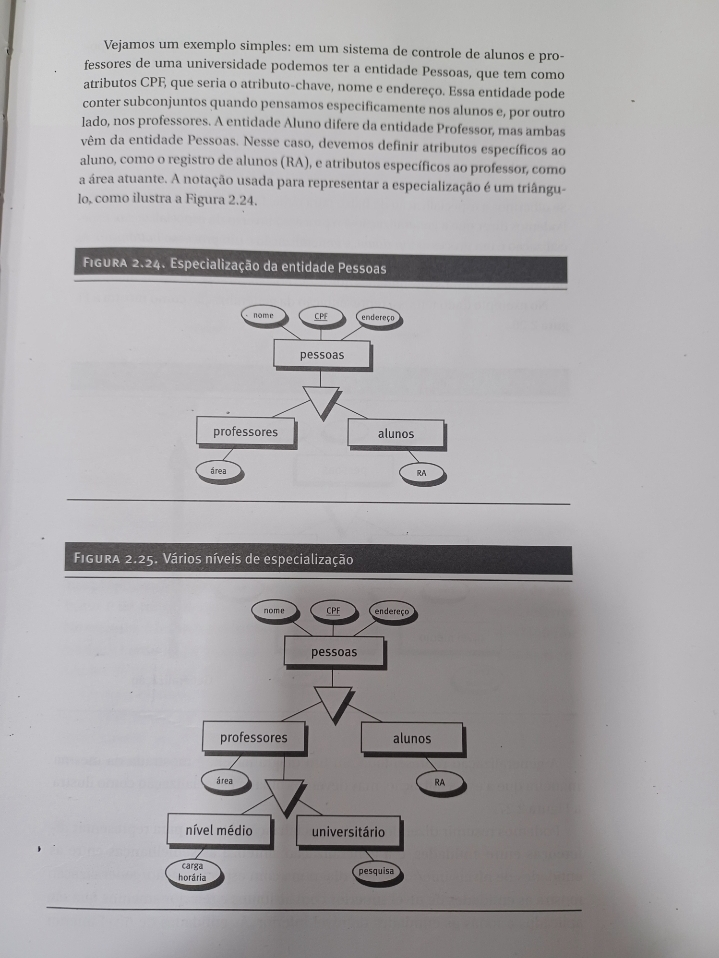 Vejamos um exemplo simples: em um sistema de controle de alunos e pro-
fessores de uma universidade podemos ter a entidade Pessoas, que tem como
atributos CPF, que seria o atributo-chave, nome e endereço. Essa entidade pode
conter subconjuntos quando pensamos especificamente nos alunos e, por outro
lado, nos professores. A entidade Aluno difere da entidade Professor, mas ambas
vêm da entidade Pessoas. Nesse caso, devemos definir atributos específicos ao
aluno, como o registro de alunos (RA), e atributos específicos ao professor, como
a área atuante. A notação usada para representar a especialização é um triângu-
lo, como ilustra a Figura 2.24.
FIGURA 2.24. Especialização da entidade Pessoas
nome CPF endereço
pessoas
professores alunos
área RA
FIGURA 2.25. Vários níveis de especialização
nome CPF endereço
pessoas
professores alunos
área RA
nível médio universitário
carga
horária
pesquisa